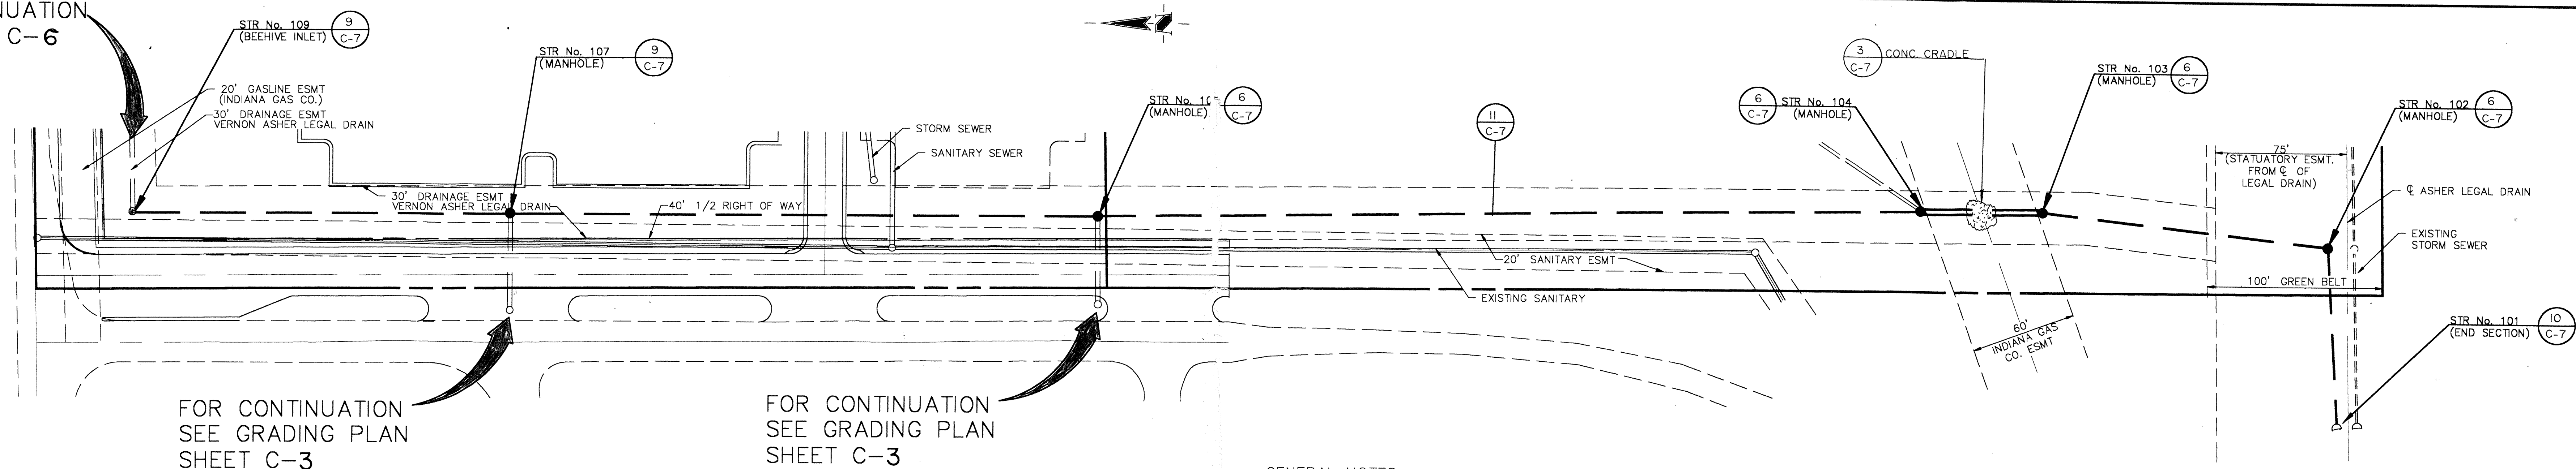 C-6
STR No. 109
(BEEHIVE INLET)
9
C-7
20' GASLINE ESMT
(INDIANA GAS CO.)
30' DRAINAGE ESMT
VERNON ASHER LEGAL DRAIN
STR No. 107
(MANHOLE)
9
C-7
30' DRAINAGE ESMT
VERNON ASHER LEGAL DRAIN
40' 1/2 RIGHT OF WAY
STORM SEWER
SANITARY SEWER
STR No.
(MANHOLE)
6
C-7
11
C-7
3
C-7
CONC. CRADLE
6
C-7
STR No. 104
(MANHOLE)
STR No. 103
(MANHOLE)
6
C-7
STR No. 102
(MANHOLE)
6
C-7
75'
(STATUATORY ESMT.
FROM ℄ OF
LEGAL DRAIN)
℄ ASHER LEGAL DRAIN
EXISTING
STORM SEWER
20' SANITARY ESMT
EXISTING SANITARY
100' GREEN BELT
60'
INDIANA GAS
CO. ESMT
STR No. 101
(END SECTION)
10
C-7
FOR CONTINUATION
SEE GRADING PLAN
SHEET C-3
FOR CONTINUATION
SEE GRADING PLAN
SHEET C-3